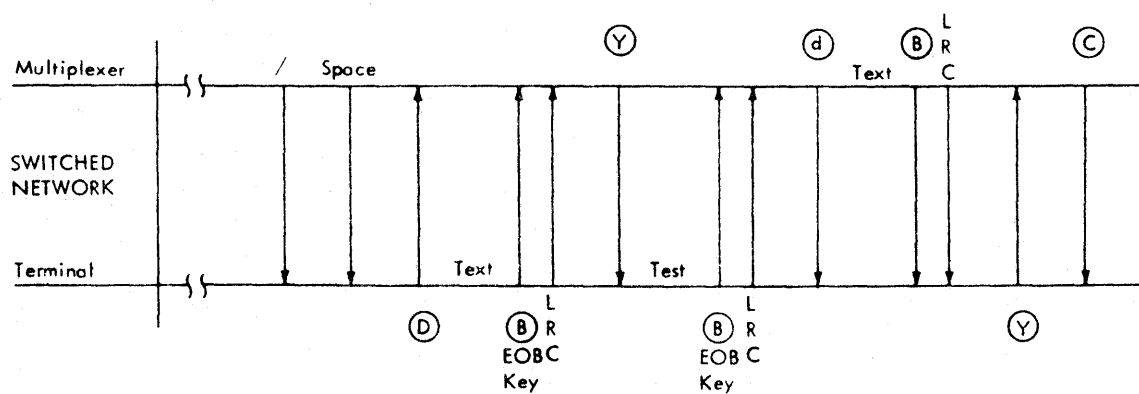 L
R
C
Y d B C
Multiplexer / Space Text
SWITCHED
NETWORK
Terminal Text Test
D B L B L Y
R R
EOB C EOB C
Key Key